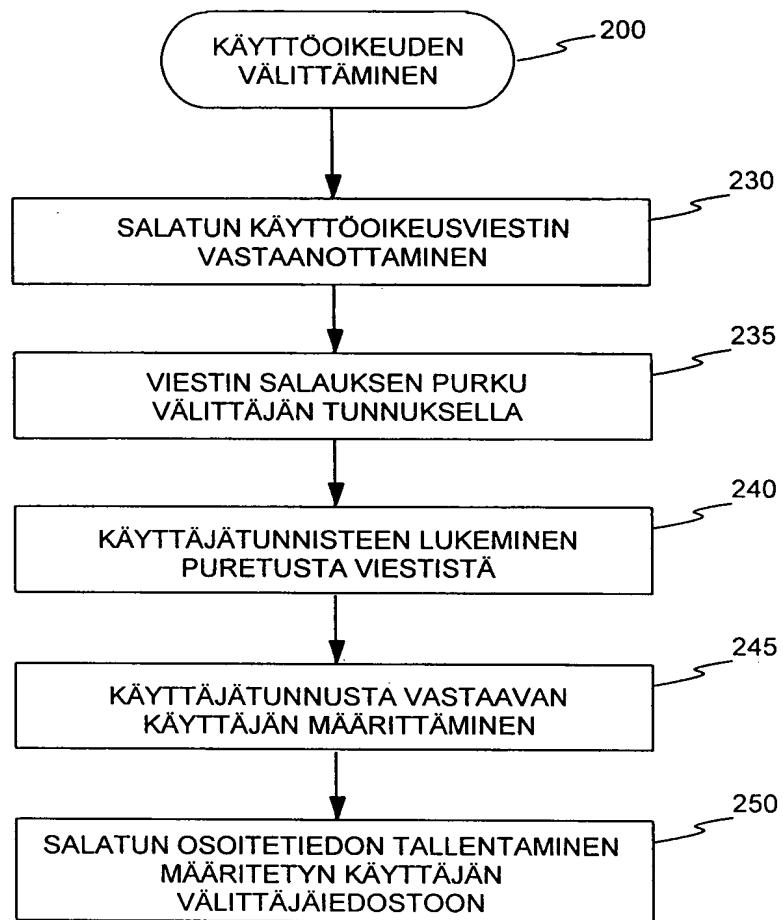 KÄYTTÖOIKEUDEN
VÄLITTÄMINEN
200
230
SALATUN KÄYTTÖOIKEUSVIESTIN
VASTAANOTTAMINEN
235
VIESTIN SALAUKSEN PURKU
VÄLITTÄJÄN TUNNUKSELLA
240
KÄYTTÄJÄTUNNISTEEN LUKEMINEN
PURETUSTA VIESTISTÄ
245
KÄYTTÄJÄTUNNUSTA VASTAAVAN
KÄYTTÄJÄN MÄÄRITTÄMINEN
250
SALATUN OSOITETIEDON TALLENTAMINEN
MÄÄRITETYN KÄYTTÄJÄN
VÄLITTÄJÄIEDOSTOON